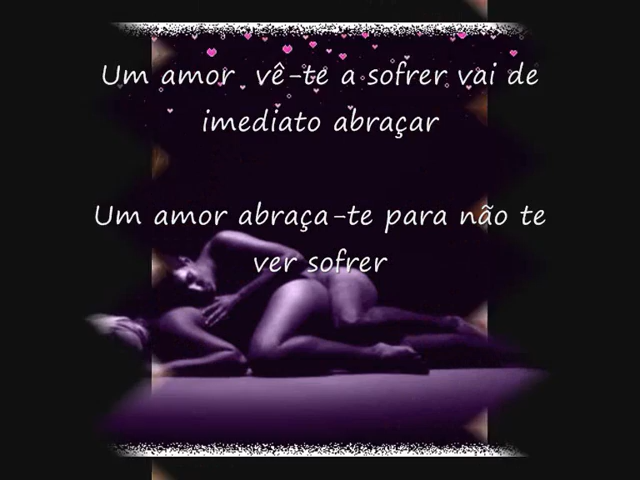 Um amor vê-te a sofrer vai de
imediato abraçar
Um amor abraça-te para não te
ver sofrer